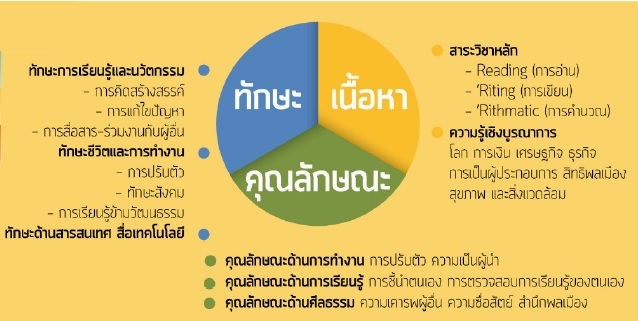 ทักษะการเรียนรู้และนวัตกรรม
- การคิดสร้างสรรค์
- การแก้ไขปัญหา
- การสื่อสาร-ร่วมงานกับผู้อื่น
ทักษะชีวิตและการทำงาน
- การปรับตัว
- ทักษะสังคม
- การเรียนรู้ข้ามวัฒนธรรม
ทักษะด้านสารสนเทศ สื่อเทคโนโลยี
ทักษะ
เนื้อหา
คุณลักษณะ
สาระวิชาหลัก
- Reading (การอ่าน)
- 'Riting (การเขียน)
- 'Rithmatic (การคำนวณ)
ความรู้เชิงบูรณาการ
โลก การเงิน เศรษฐกิจ ธุรกิจ
การเป็นผู้ประกอบการ สิทธิพลเมือง
สุขภาพ และสิ่งแวดล้อม
คุณลักษณะด้านการทำงาน การปรับตัว ความเป็นผู้นำ
คุณลักษณะด้านการเรียนรู้ การชี้นำตนเอง การตรวจสอบการเรียนรู้ของตนเอง
คุณลักษณะด้านศีลธรรม ความเคารพผู้อื่น ความซื่อสัตย์ สำนึกพลเมือง